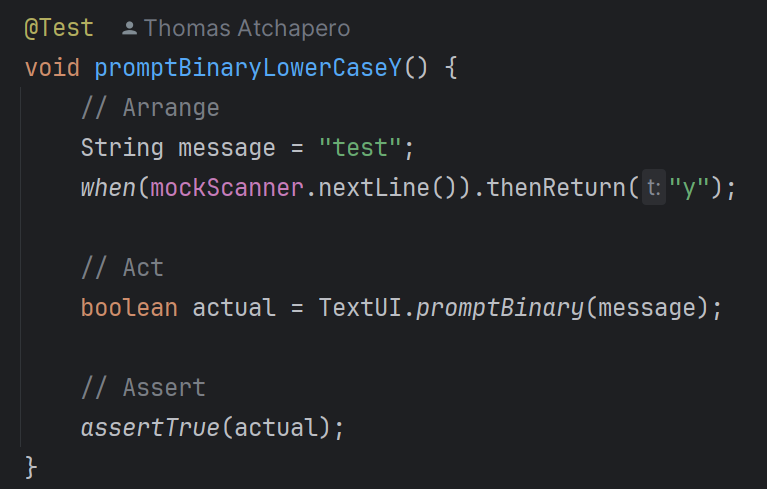 @Test Thomas Atchapero
void promptBinaryLowerCaseY() {
// Arrange
String message = "test";
when(mockScanner.nextLine()).thenReturn( t: "y");
// Act
boolean actual = TextUI.promptBinary(message);
// Assert
assertTrue(actual);
}